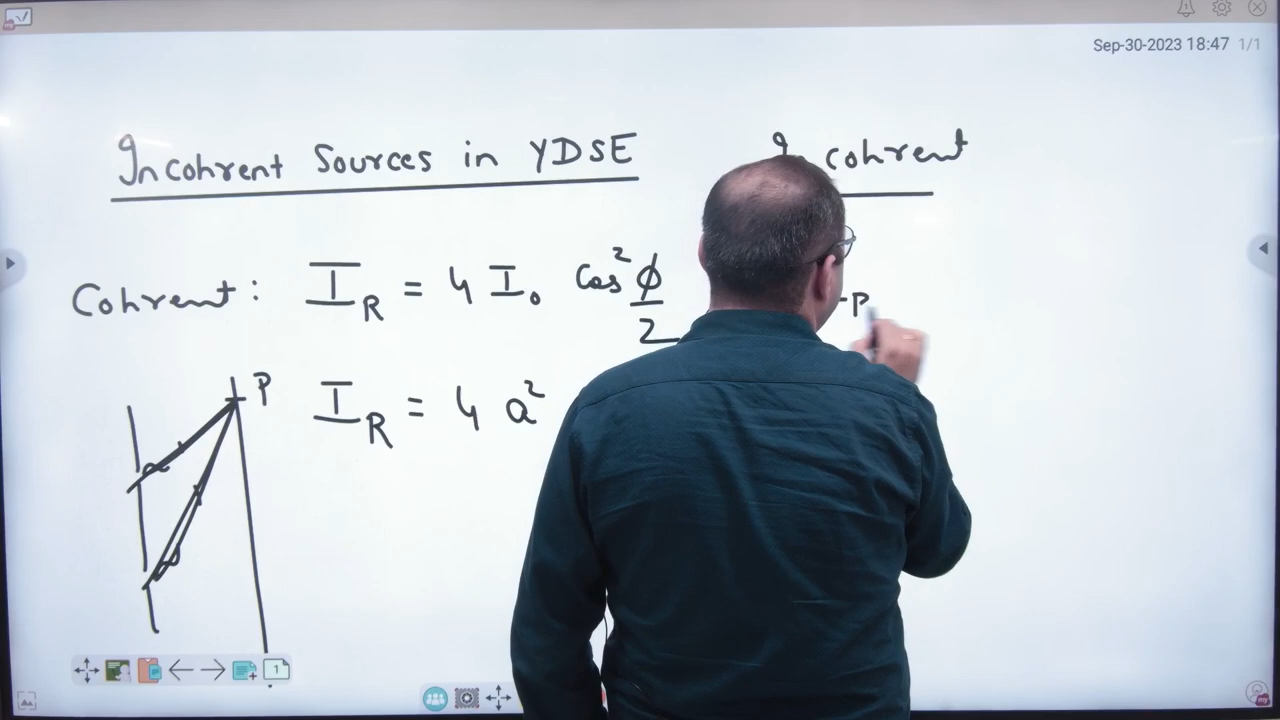 Sep-30-2023 18:47 1/1
Incohrent Sources in YDSE
Cohrent : I_R = 4 I₀ Cos² ϕ/2
P
I_R = 4 a²
cohrent
P
1